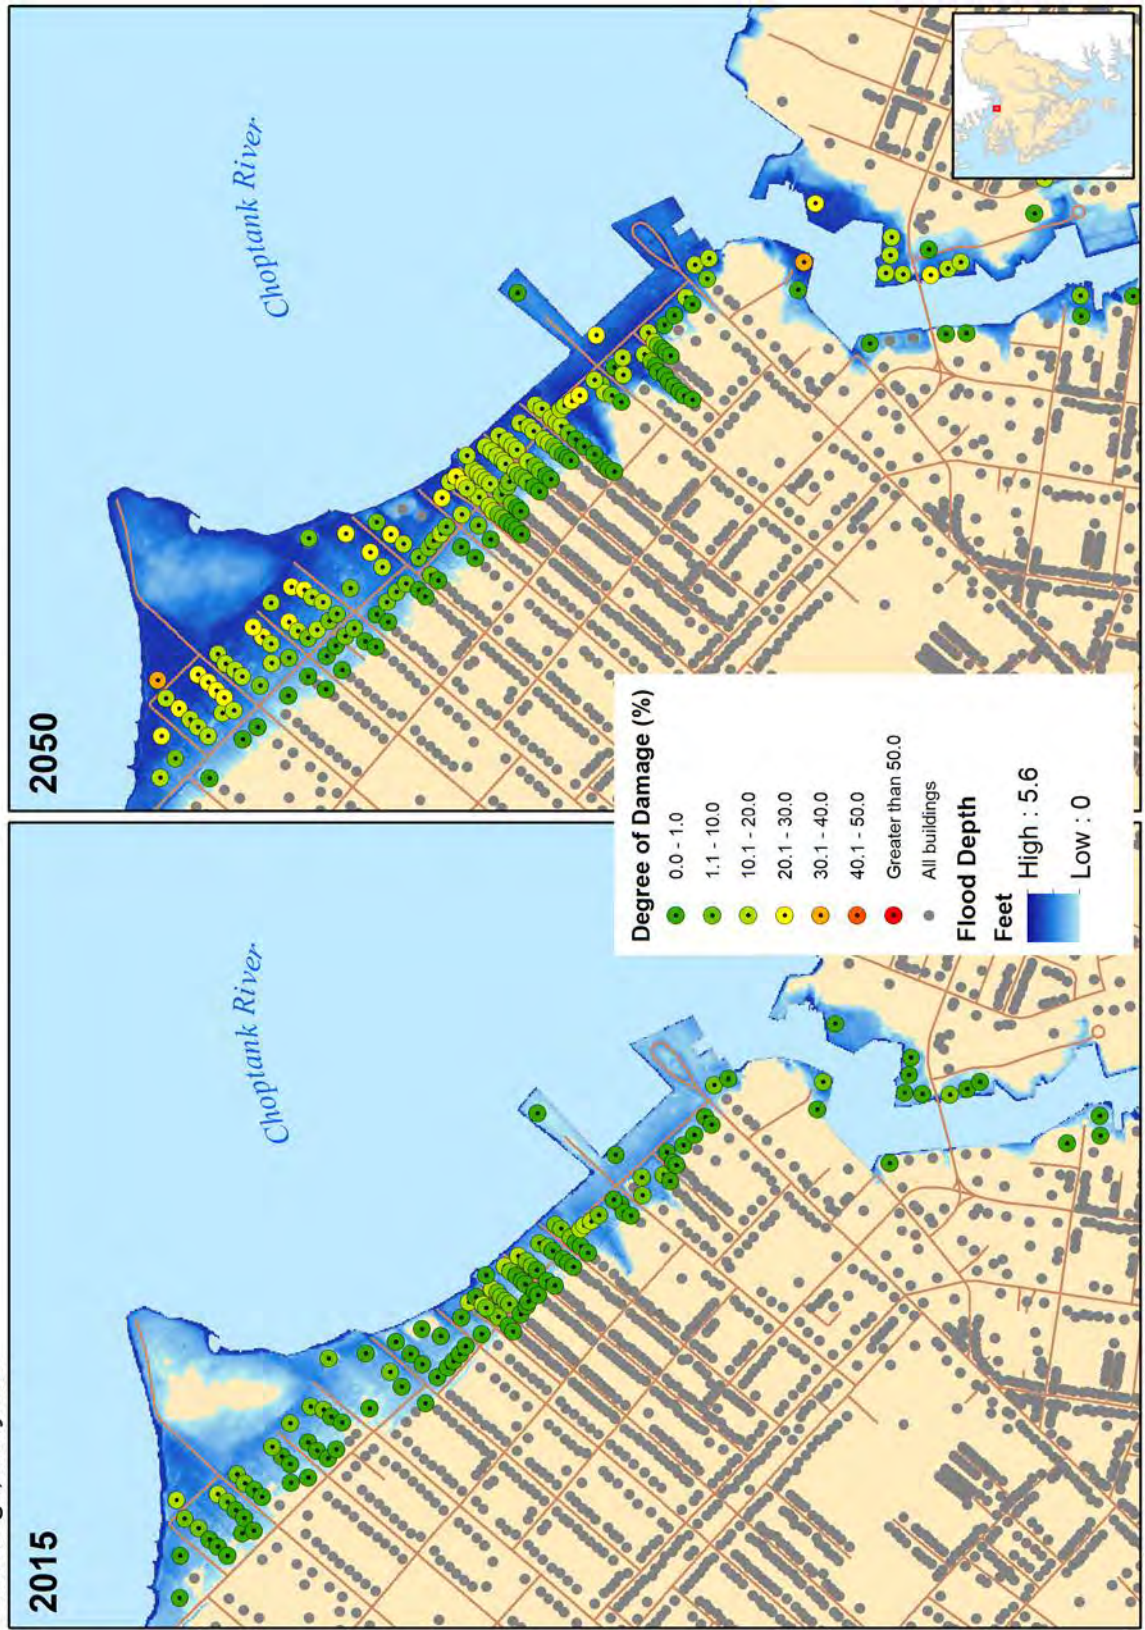 2015
Choptank River
2050
Choptank River
Degree of Damage (%)
0.0 - 1.0
1.1 - 10.0
10.1 - 20.0
20.1 - 30.0
30.1 - 40.0
40.1 - 50.0
Greater than 50.0
All buildings
Flood Depth
Feet
High : 5.6
Low : 0